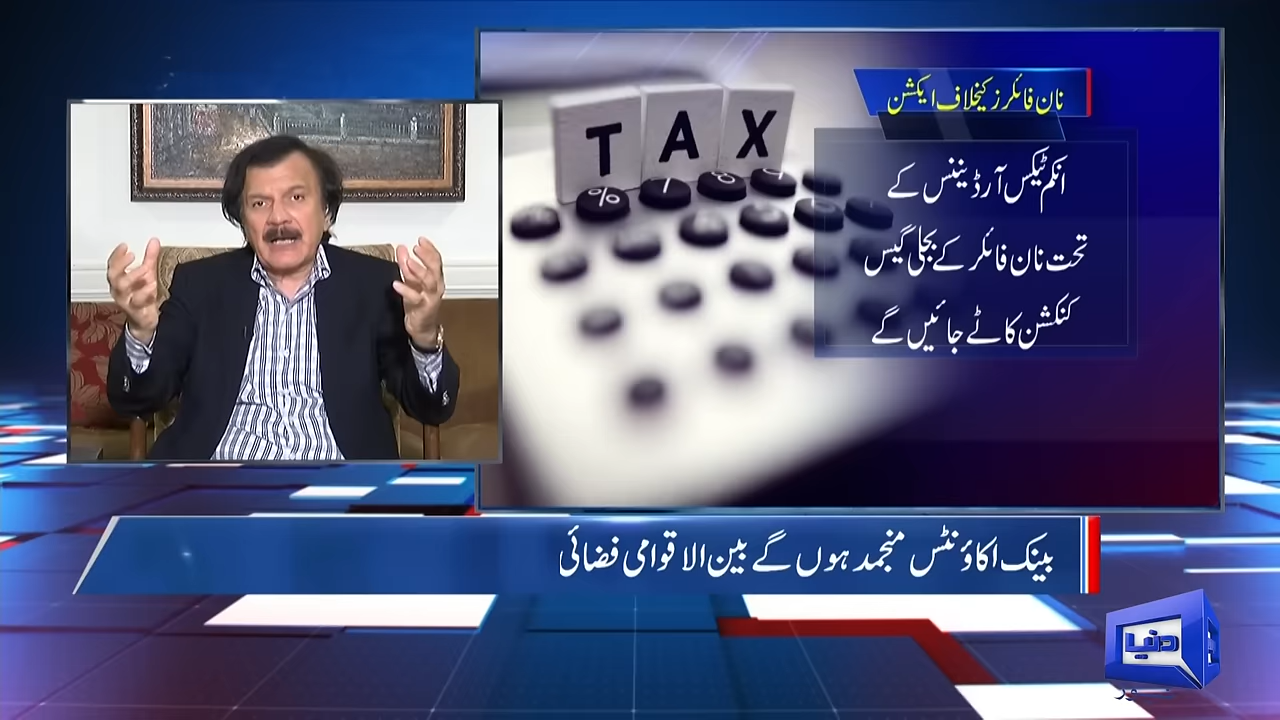 TAX
نان فائلرز کیخلاف ایکشن
انکم ٹیکس آرڈیننس کے
تحت نان فائلر کے بجلی گیس
کنکشن کاٹے جائیں گے
بینک اکاؤنٹس منجمد ہوں گے بین الاقوامی فضائی
دنیا